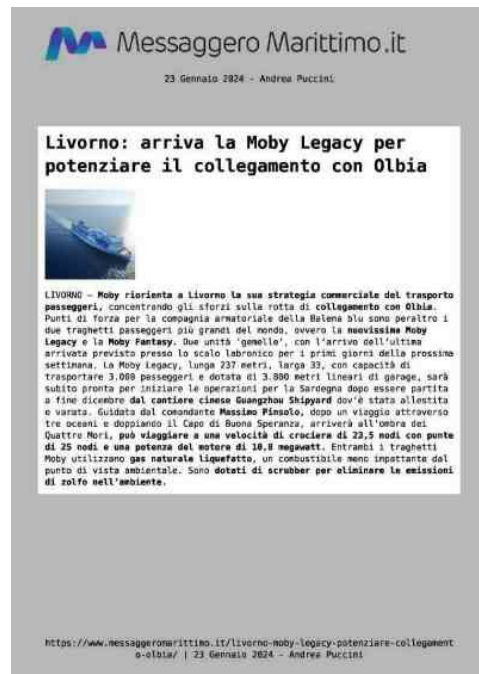 Messaggero Marittimo.it
23 Gennaio 2024 - Andrea Puccini
Livorno: arriva la Moby Legacy per
potenziare il collegamento con Olbia
LIVORNO – Moby riorienta a Livorno la sua strategia commerciale del trasporto
passeggeri, concentrando gli sforzi sulla rotta di collegamento con Olbia.
Punti di forza per la compagnia armatoriale della Balena blu sono peraltro i
due traghetti passeggeri più grandi del mondo, ovvero la nuovissima Moby
Legacy e la Moby Fantasy. Due unità 'gemelle', con l'arrivo dell'ultima
arrivata previsto presso lo scalo labronico per i primi giorni della prossima
settimana. La Moby Legacy, lunga 237 metri, larga 33, con capacità di
trasportare 3.000 passeggeri e dotata di 3.800 metri lineari di garage, sarà
subito pronta per iniziare le operazioni per la Sardegna dopo essere partita
a fine dicembre dal cantiere cinese Guangzhou Shipyard dov'è stata allestita
e varata. Guidata dal comandante Massimo Pinsolo, dopo un viaggio attraverso
tre oceani e doppiando il Capo di Buona Speranza, arriverà all'ombra dei
Quattro Mori, può viaggiare a una velocità di crociera di 23,5 nodi con punte
di 25 nodi e una potenza del motore di 10,8 megawatt. Entrambi i traghetti
Moby utilizzano gas naturale liquefatto, un combustibile meno impattante dal
punto di vista ambientale. Sono dotati di scrubber per eliminare le emissioni
di zolfo nell'ambiente.
https://www.messaggeromarittimo.it/livorno-moby-legacy-potenziare-collegament
o-olbia/ | 23 Gennaio 2024 - Andrea Puccini